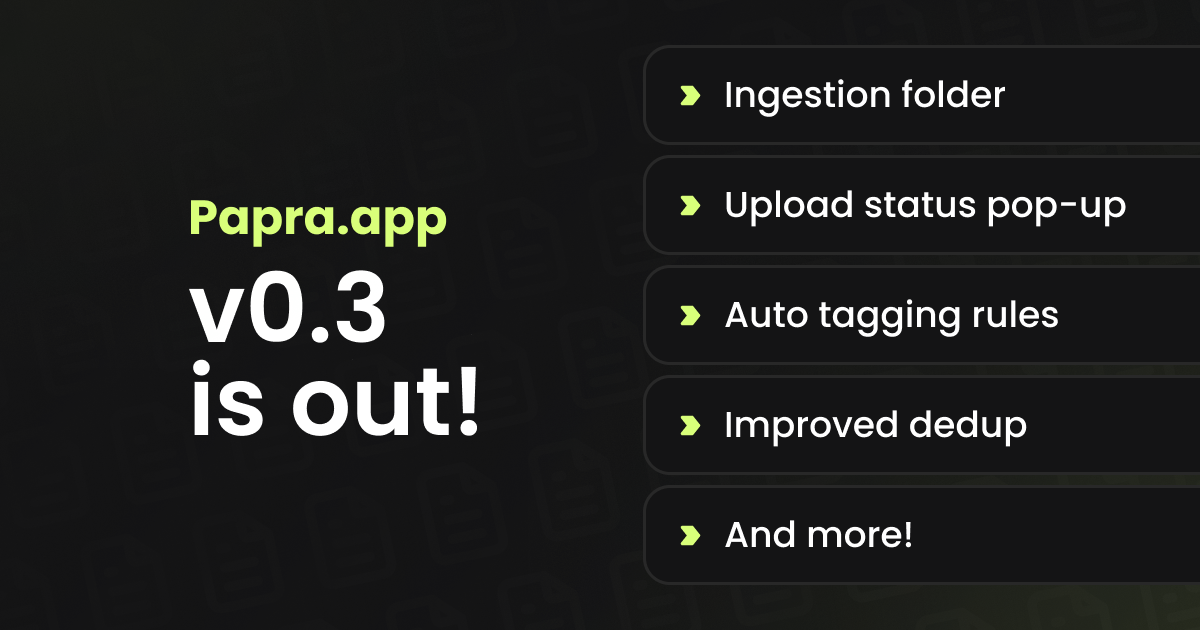 Papra.app
v0.3
is out!
Ingestion folder
Upload status pop-up
Auto tagging rules
Improved dedup
And more!